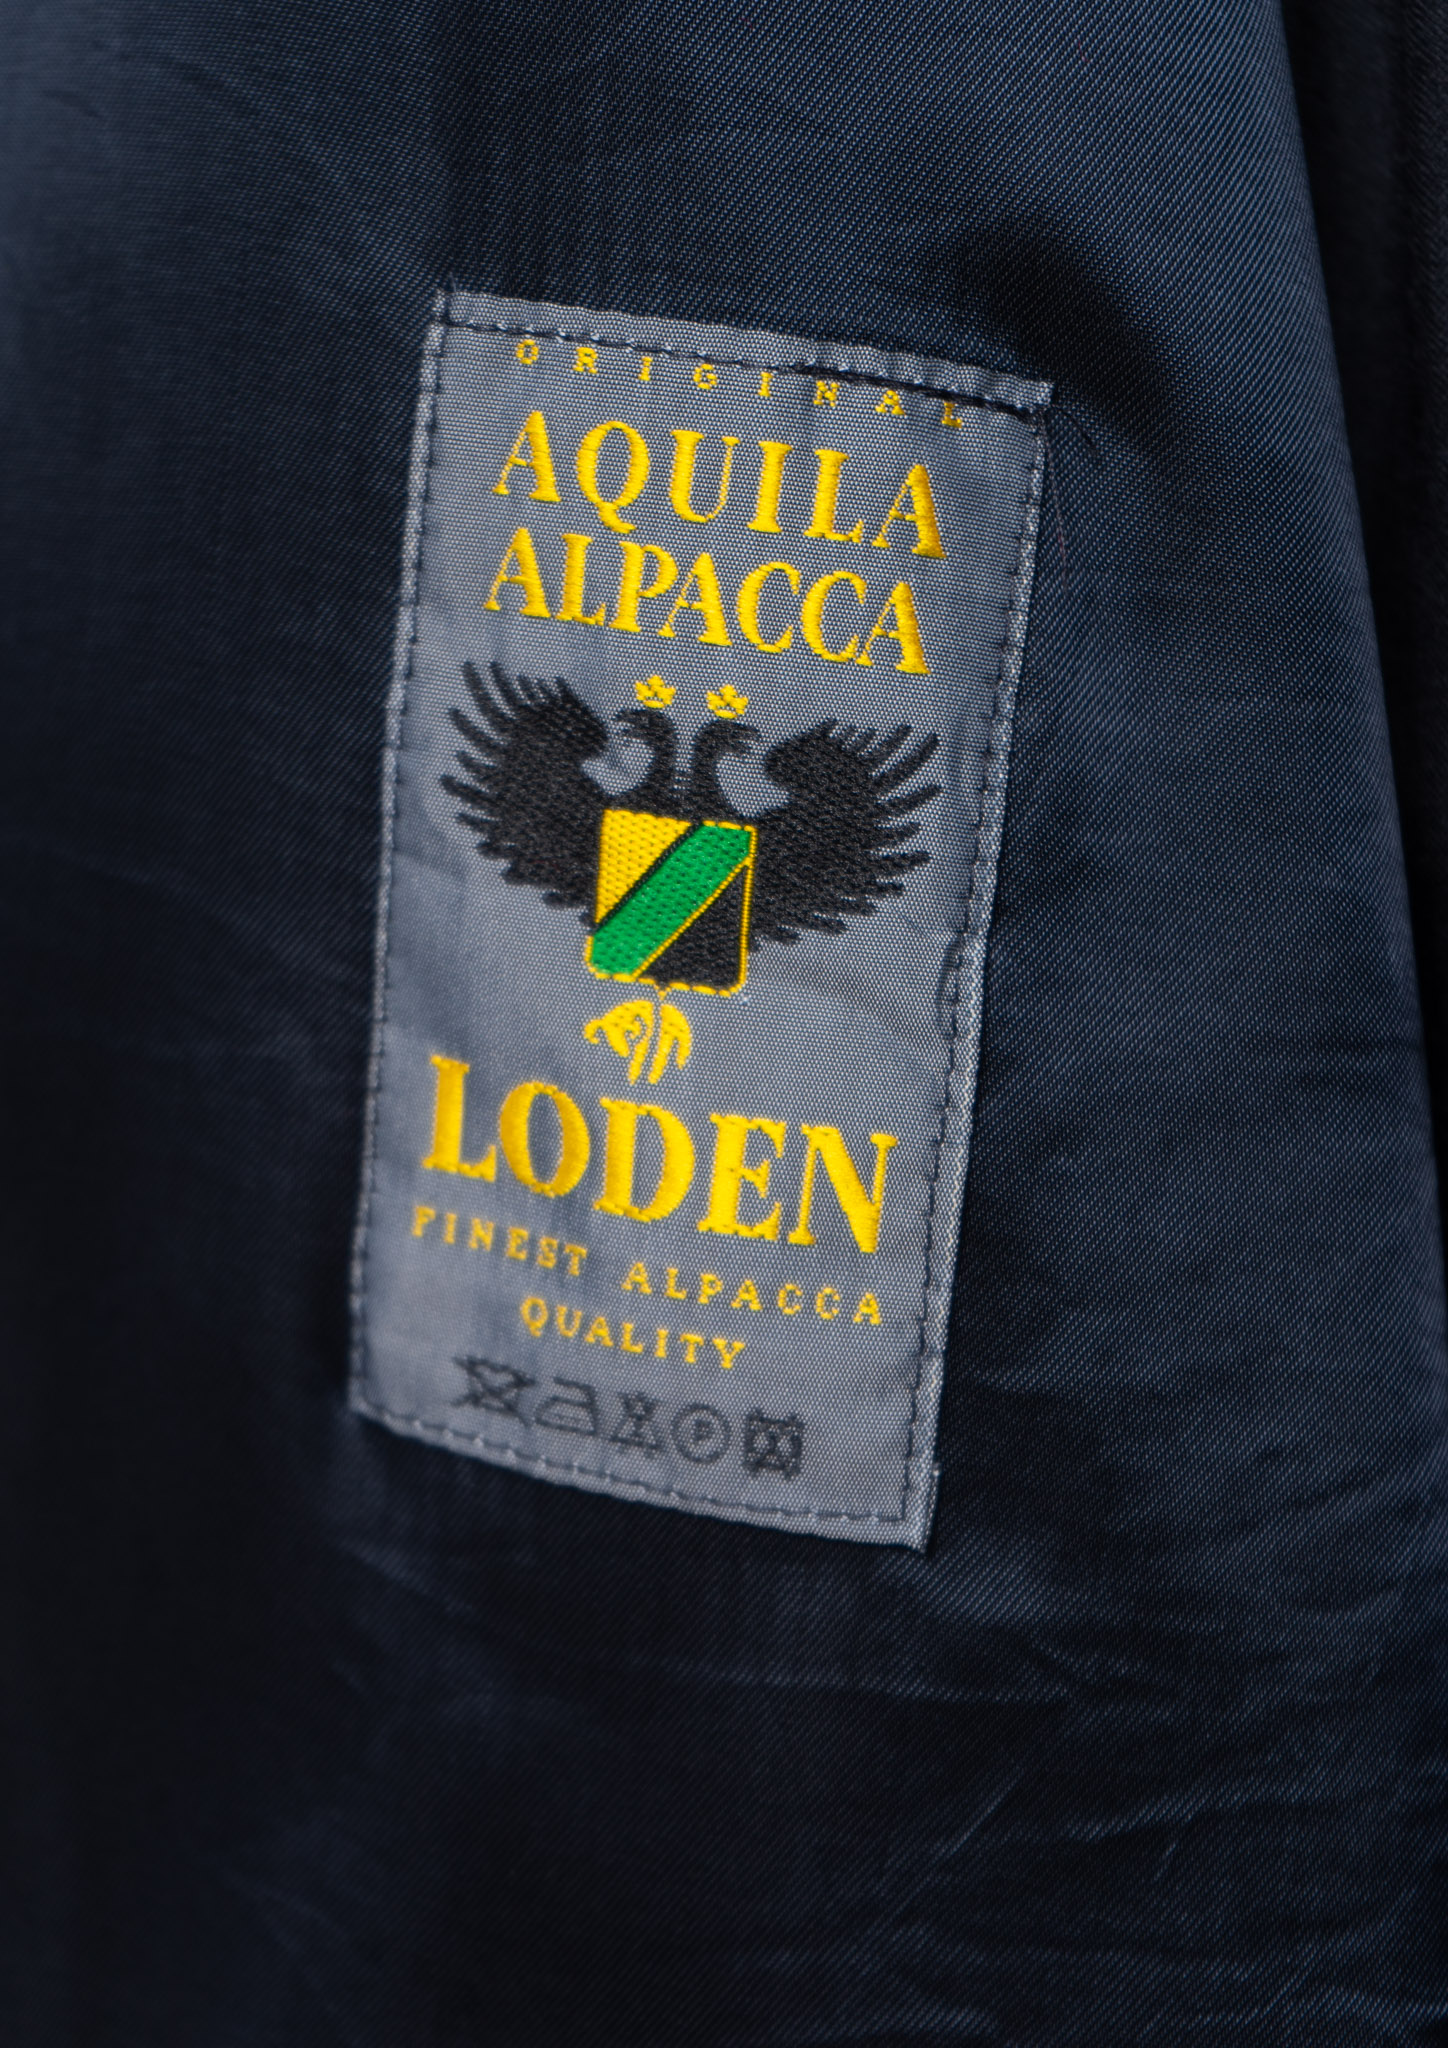 ORIGINAL
AQUILA
ALPACCA
LODEN
FINEST ALPACCA
QUALITY
P